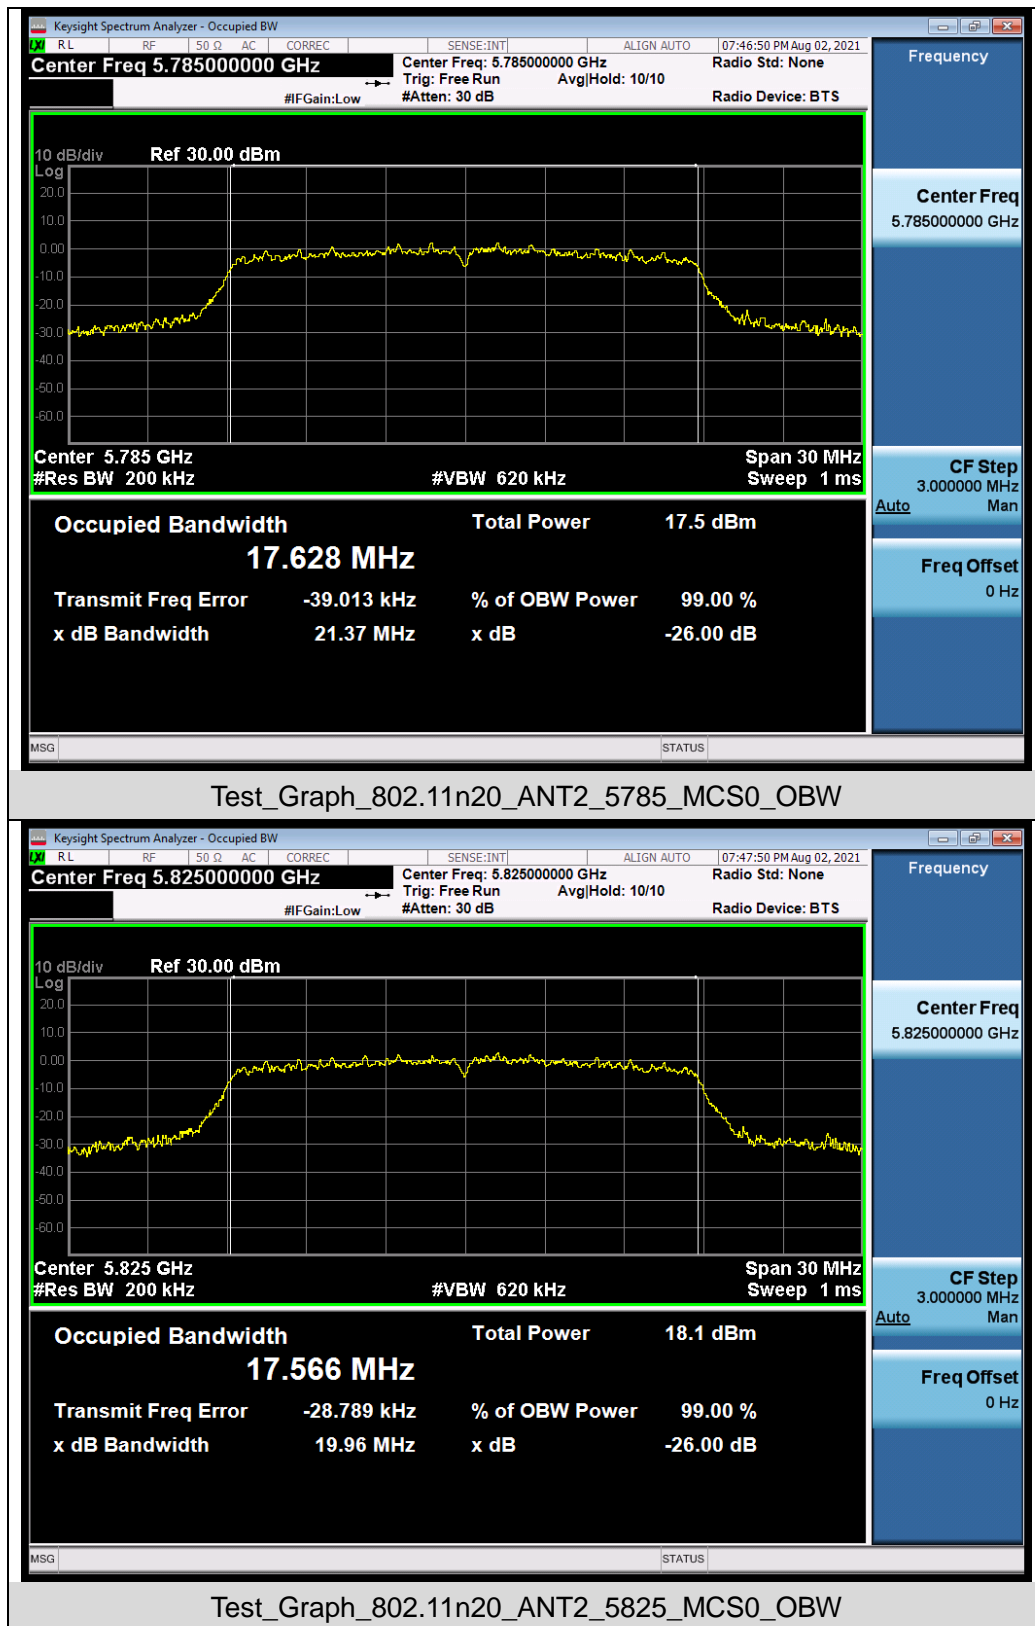 Keysight Spectrum Analyzer - Occupied BW
LXI RL RF 50 Ω AC CORREC SENSE:INT ALIGN AUTO 07:46:50 PM Aug 02, 2021
Center Freq 5.785000000 GHz
Center Freq: 5.785000000 GHz Radio Std: None
Trig: Free Run Avg|Hold: 10/10
#IFGain:Low #Atten: 30 dB Radio Device: BTS
Frequency
10 dB/div Ref 30.00 dBm
Log
20.0
10.0
0.00
-10.0
-20.0
-30.0
-40.0
-50.0
-60.0
Center 5.785 GHz Span 30 MHz
#Res BW 200 kHz #VBW 620 kHz Sweep 1 ms
Center Freq
5.785000000 GHz
CF Step
3.000000 MHz
Auto Man
Freq Offset
0 Hz
Occupied Bandwidth Total Power 17.5 dBm
17.628 MHz
Transmit Freq Error -39.013 kHz % of OBW Power 99.00 %
x dB Bandwidth 21.37 MHz x dB -26.00 dB
MSG STATUS
Test_Graph_802.11n20_ANT2_5785_MCS0_OBW
Keysight Spectrum Analyzer - Occupied BW
LXI RL RF 50 Ω AC CORREC SENSE:INT ALIGN AUTO 07:47:50 PM Aug 02, 2021
Center Freq 5.825000000 GHz
Center Freq: 5.825000000 GHz Radio Std: None
Trig: Free Run Avg|Hold: 10/10
#IFGain:Low #Atten: 30 dB Radio Device: BTS
Frequency
10 dB/div Ref 30.00 dBm
Log
20.0
10.0
0.00
-10.0
-20.0
-30.0
-40.0
-50.0
-60.0
Center 5.825 GHz Span 30 MHz
#Res BW 200 kHz #VBW 620 kHz Sweep 1 ms
Center Freq
5.825000000 GHz
CF Step
3.000000 MHz
Auto Man
Freq Offset
0 Hz
Occupied Bandwidth Total Power 18.1 dBm
17.566 MHz
Transmit Freq Error -28.789 kHz % of OBW Power 99.00 %
x dB Bandwidth 19.96 MHz x dB -26.00 dB
MSG STATUS
Test_Graph_802.11n20_ANT2_5825_MCS0_OBW